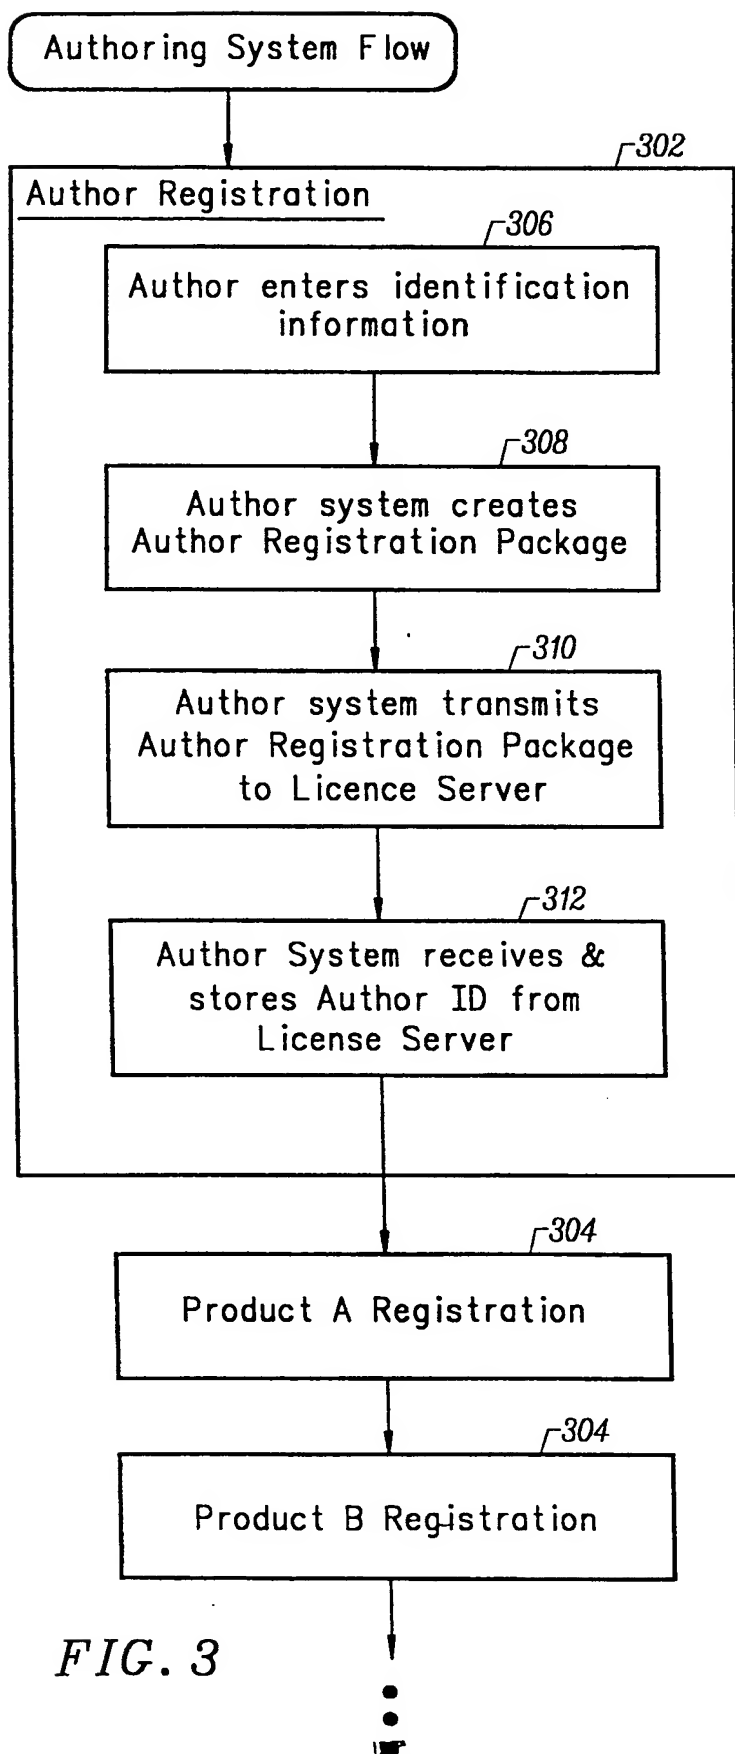 Authoring System Flow
302
Author Registration
306
Author enters identification
information
308
Author system creates
Author Registration Package
310
Author system transmits
Author Registration Package
to Licence Server
312
Author System receives &
stores Author ID from
License Server
304
Product A Registration
304
Product B Registration
FIG. 3